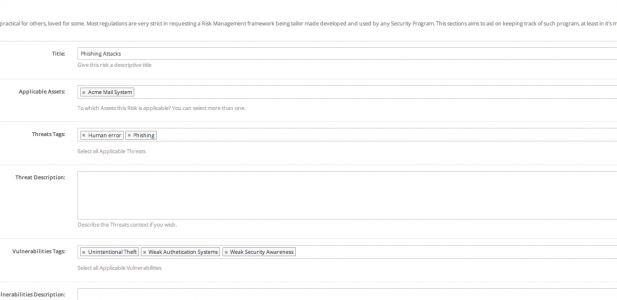 practical for others, loved for some. Most regulations are very strict in requesting a Risk Management framework being tailor made developed and used by any Security Program. This sections aims to aid on keeping track of such program, at least in it's m
Title: Phishing Attacks
Give this risk a descriptive title
Applicable Assets: × Acme Mail System
To which Assets this Risk is applicable? You can select more than one.
Threats Tags: × Human error × Phishing
Select all Applicable Threats
Threat Description:
Describe the Threats context if you wish.
Vulnerabilities Tags: × Unintentional Theft × Weak Authetication Systems × Weak Security Awareness
Select all Applicable Vulnerabilities
lnerabilities Description: